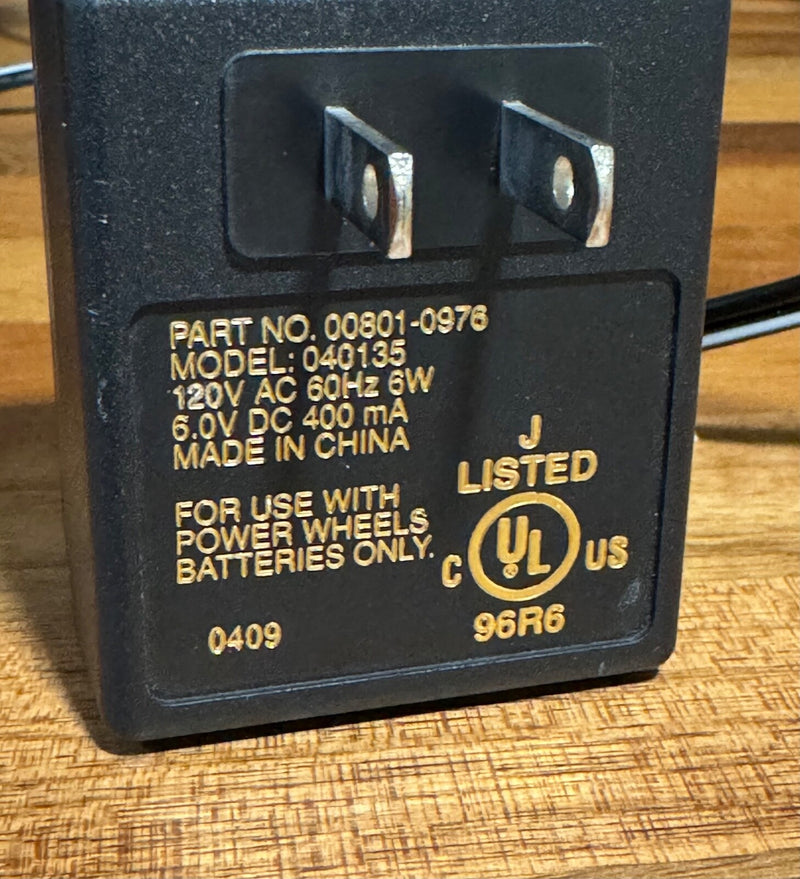 PART NO. 00801-0976
MODEL: 040135
120V AC 60Hz 6W
6.0V DC 400 mA
MADE IN CHINA
FOR USE WITH
POWER WHEELS
BATTERIES ONLY.
0409
J
LISTED
C UL® US
96R6